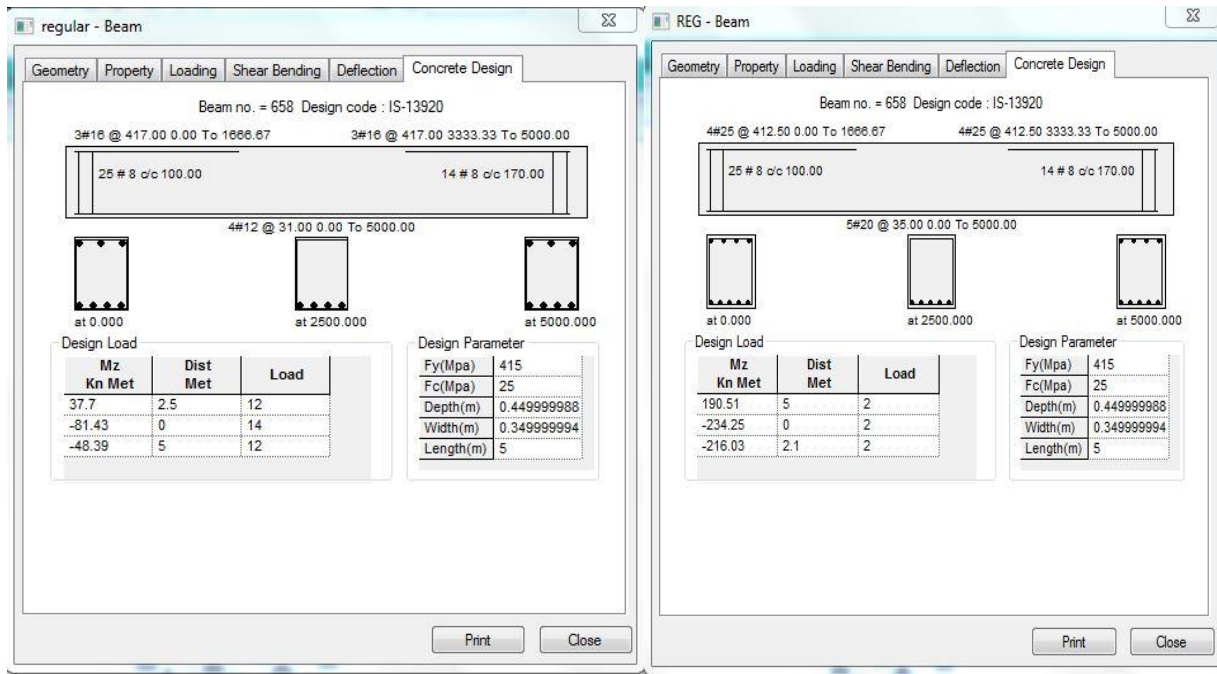 regular - Beam
Geometry Property Loading Shear Bending Deflection Concrete Design
Beam no. = 658 Design code : IS-13920
3#16 @ 417.00 0.00 To 1666.67 3#16 @ 417.00 3333.33 To 5000.00
25 # 8 c/c 100.00 14 # 8 c/c 170.00
4#12 @ 31.00 0.00 To 5000.00
at 0.000 at 2500.000 at 5000.000
Design Load Design Parameter
Mz Kn Met Dist Met Load
37.7 2.5 12
-81.43 0 14
-48.39 5 12
Fy(Mpa) 415
Fc(Mpa) 25
Depth(m) 0.449999988
Width(m) 0.349999994
Length(m) 5
Print Close
REG - Beam
Geometry Property Loading Shear Bending Deflection Concrete Design
Beam no. = 658 Design code : IS-13920
4#25 @ 412.50 0.00 To 1666.67 4#25 @ 412.50 3333.33 To 5000.00
25 # 8 c/c 100.00 14 # 8 c/c 170.00
5#20 @ 35.00 0.00 To 5000.00
at 0.000 at 2500.000 at 5000.000
Design Load Design Parameter
Mz Kn Met Dist Met Load
190.51 5 2
-234.25 0 2
-216.03 2.1 2
Fy(Mpa) 415
Fc(Mpa) 25
Depth(m) 0.449999988
Width(m) 0.349999994
Length(m) 5
Print Close